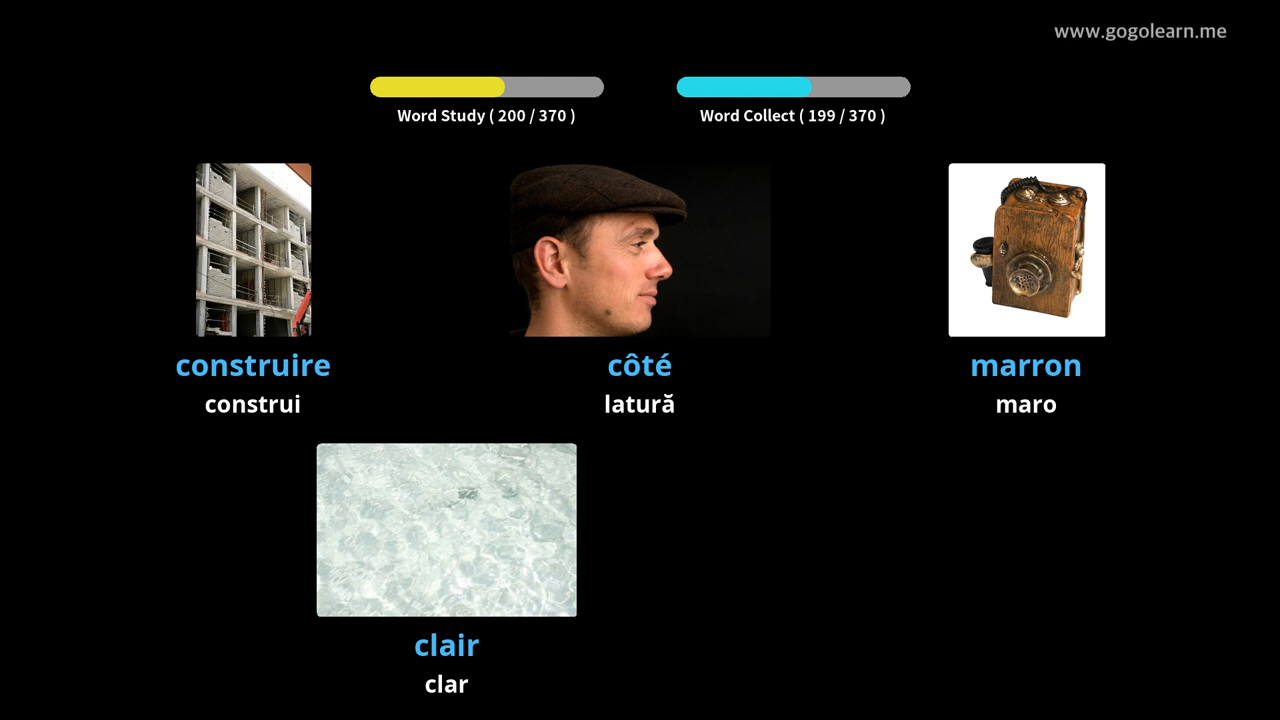 www.gogolearn.me
Word Study ( 200 / 370 )
Word Collect ( 199 / 370 )
construire
construi
côté
latură
marron
maro
clair
clar